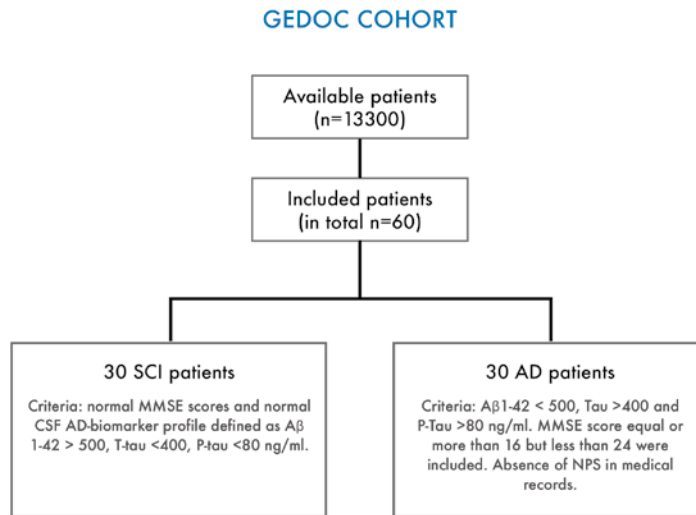 GEDOC COHORT
Available patients
(n=13300)
Included patients
(in total n=60)
30 SCI patients
Criteria: normal MMSE scores and normal
CSF AD-biomarker profile defined as Aβ
1-42 > 500, T-tau <400, P-tau <80 ng/ml.
30 AD patients
Criteria: Aβ1-42 < 500, Tau >400 and
P-Tau >80 ng/ml. MMSE score equal or
more than 16 but less than 24 were
included. Absence of NPS in medical
records.